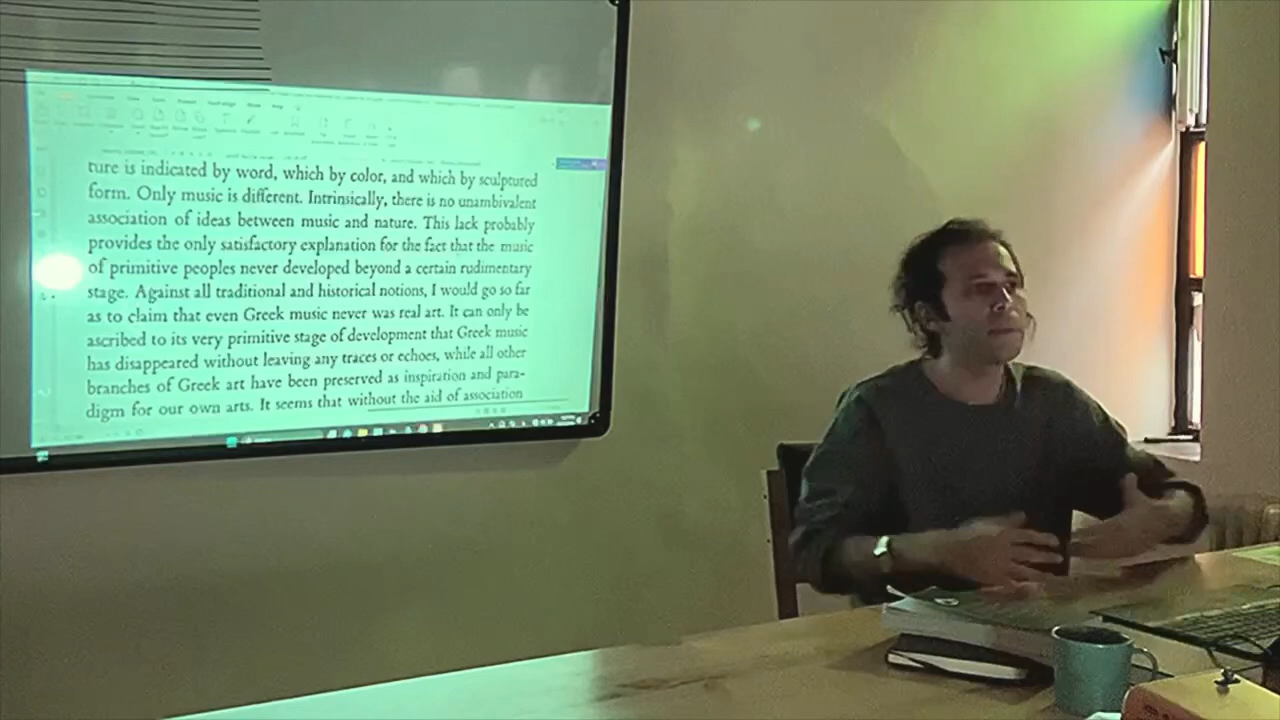 ture is indicated by word, which by color, and which by sculptured
form. Only music is different. Intrinsically, there is no unambivalent
association of ideas between music and nature. This lack probably
provides the only satisfactory explanation for the fact that the music
of primitive peoples never developed beyond a certain rudimentary
stage. Against all traditional and historical notions, I would go so far
as to claim that even Greek music never was real art. It can only be
ascribed to its very primitive stage of development that Greek music
has disappeared without leaving any traces or echoes, while all other
branches of Greek art have been preserved as inspiration and para-
digm for our own arts. It seems that without the aid of association